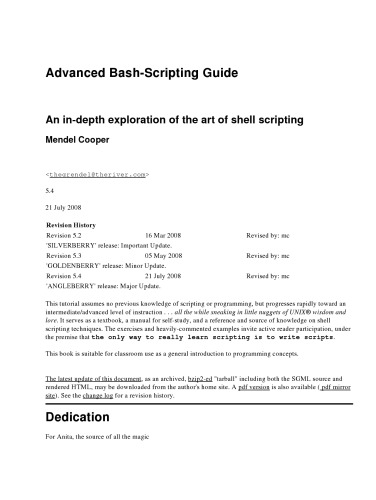 Advanced Bash-Scripting Guide
An in-depth exploration of the art of shell scripting
Mendel Cooper
<thegrendel@theriver.com>
5.4
21 July 2008
Revision History
Revision 5.2 16 Mar 2008 Revised by: mc
'SILVERBERRY' release: Important Update.
Revision 5.3 05 May 2008 Revised by: mc
'GOLDENBERRY' release: Minor Update.
Revision 5.4 21 July 2008 Revised by: mc
'ANGLEBERRY' release: Major Update.
This tutorial assumes no previous knowledge of scripting or programming, but progresses rapidly toward an
intermediate/advanced level of instruction . . . all the while sneaking in little nuggets of UNIX® wisdom and
lore. It serves as a textbook, a manual for self-study, and a reference and source of knowledge on shell
scripting techniques. The exercises and heavily-commented examples invite active reader participation, under
the premise that the only way to really learn scripting is to write scripts.
This book is suitable for classroom use as a general introduction to programming concepts.
The latest update of this document, as an archived, bzip2-ed "tarball" including both the SGML source and
rendered HTML, may be downloaded from the author's home site. A pdf version is also available ( pdf mirror
site). See the change log for a revision history.
Dedication
For Anita, the source of all the magic